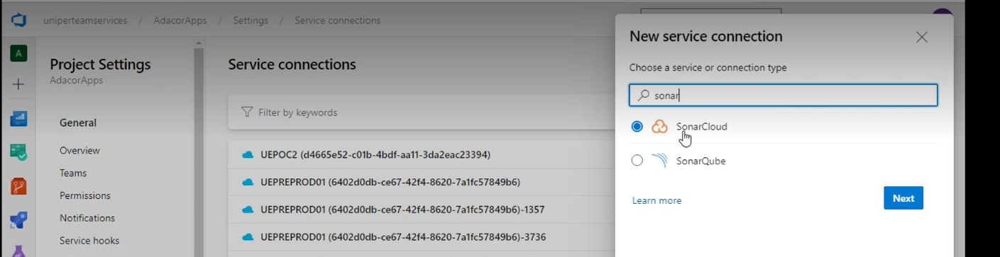 uniperteamservices / AdacorApps / Settings / Service connections
A
Project Settings
AdacorApps
General
Overview
Teams
Permissions
Notifications
Service hooks
Service connections
Filter by keywords
UEPOC2 (d4665e52-c01b-4bdf-aa11-3da2eac23394)
UEPREPROD01 (6402d0db-ce67-42f4-8620-7a1fc57849b6)
UEPREPROD01 (6402d0db-ce67-42f4-8620-7a1fc57849b6)-1357
UEPREPROD01 (6402d0db-ce67-42f4-8620-7a1fc57849b6)-3736
New service connection
Choose a service or connection type
sonar
SonarCloud
SonarQube
Learn more
Next